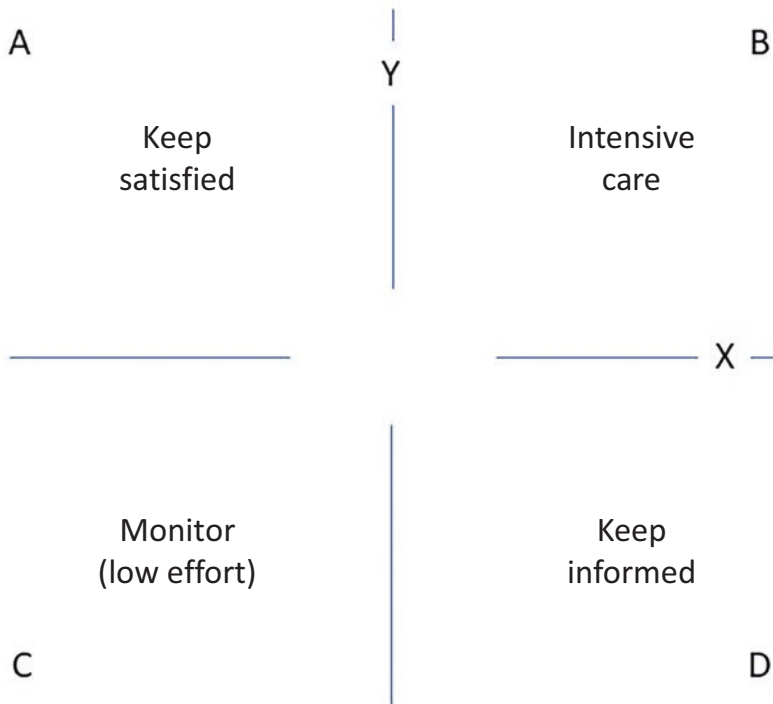 A
Y
B
Keep
satisfied
Intensive
care
X
Monitor
(low effort)
Keep
informed
C
D